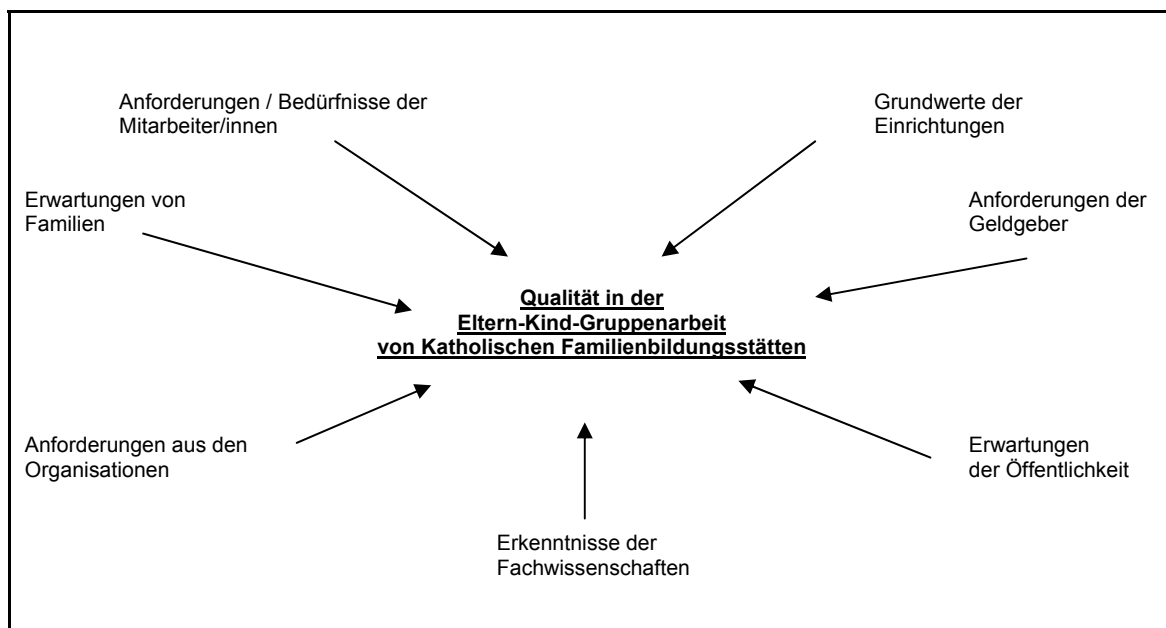 Anforderungen / Bedürfnisse der
Mitarbeiter/innen
Grundwerte der
Einrichtungen
Erwartungen von
Familien
Anforderungen der
Geldgeber
Qualität in der
Eltern-Kind-Gruppenarbeit
von Katholischen Familienbildungsstätten
Anforderungen aus den
Organisationen
Erwartungen
der Öffentlichkeit
Erkenntnisse der
Fachwissenschaften